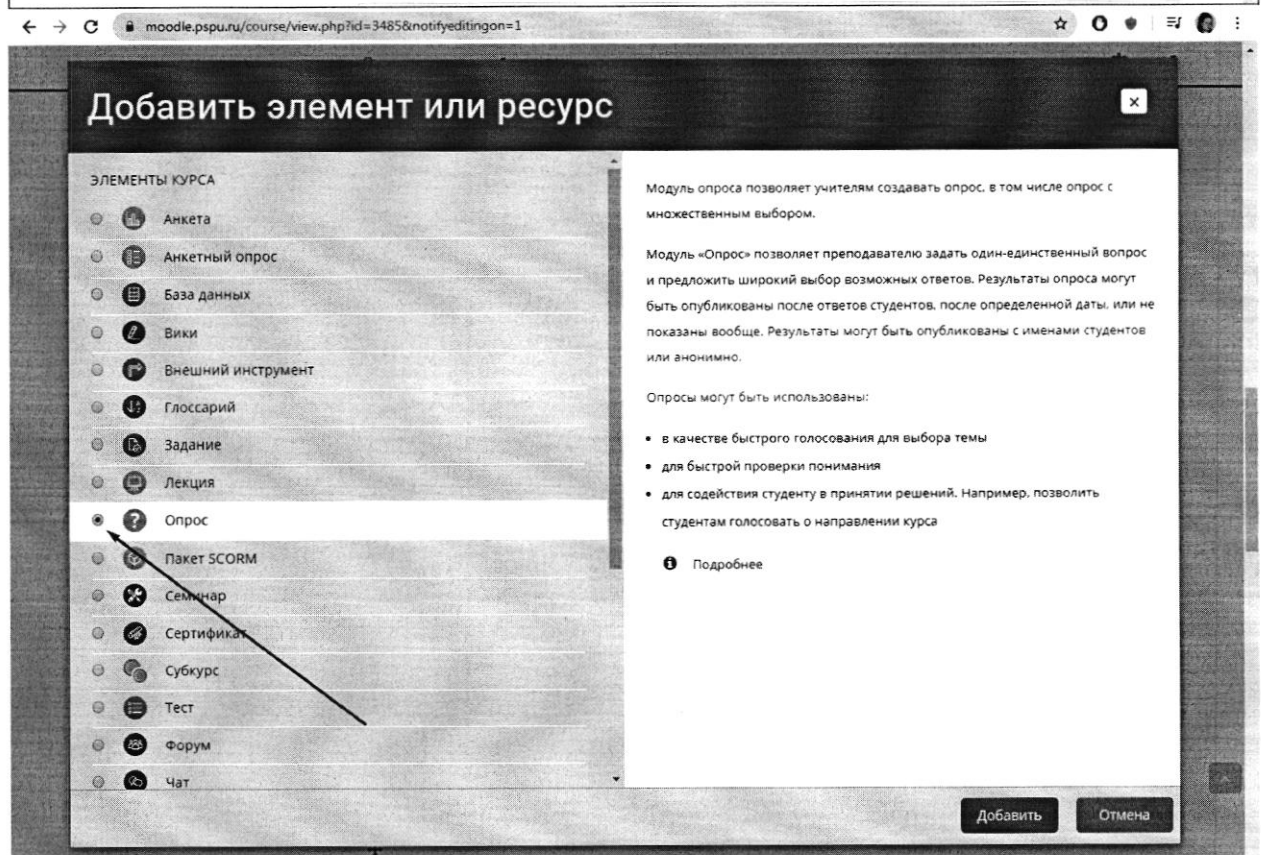 moodle.pspu.ru/course/view.php?id=3485&notifyeditingon=1
Добавить элемент или ресурс
ЭЛЕМЕНТЫ КУРСА
Анкета
Анкетный опрос
База данных
Вики
Внешний инструмент
Глоссарий
Задание
Лекция
Опрос
Пакет SCORM
Семинар
Сертификат
Субкурс
Тест
Форум
Чат
Модуль опроса позволяет учителям создавать опрос, в том числе опрос с
множественным выбором.
Модуль «Опрос» позволяет преподавателю задать один-единственный вопрос
и предложить широкий выбор возможных ответов. Результаты опроса могут
быть опубликованы после ответов студентов, после определенной даты, или не
показаны вообще. Результаты могут быть опубликованы с именами студентов
или анонимно.
Опросы могут быть использованы:
• в качестве быстрого голосования для выбора темы
• для быстрой проверки понимания
• для содействия студенту в принятии решений. Например, позволить
студентам голосовать о направлении курса
Подробнее
Добавить Отмена